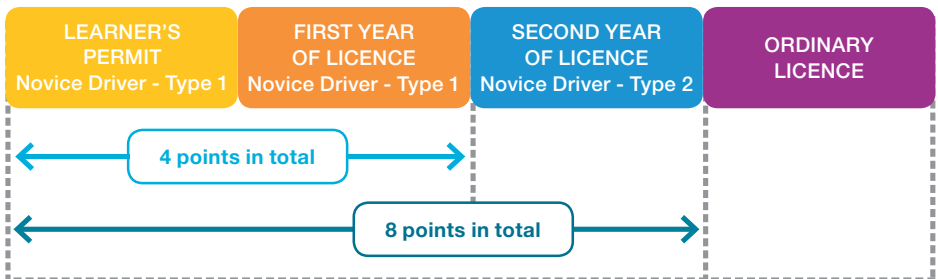 LEARNER'S
PERMIT
Novice Driver - Type 1
FIRST YEAR
OF LICENCE
Novice Driver - Type 1
SECOND YEAR
OF LICENCE
Novice Driver - Type 2
ORDINARY
LICENCE
4 points in total
8 points in total